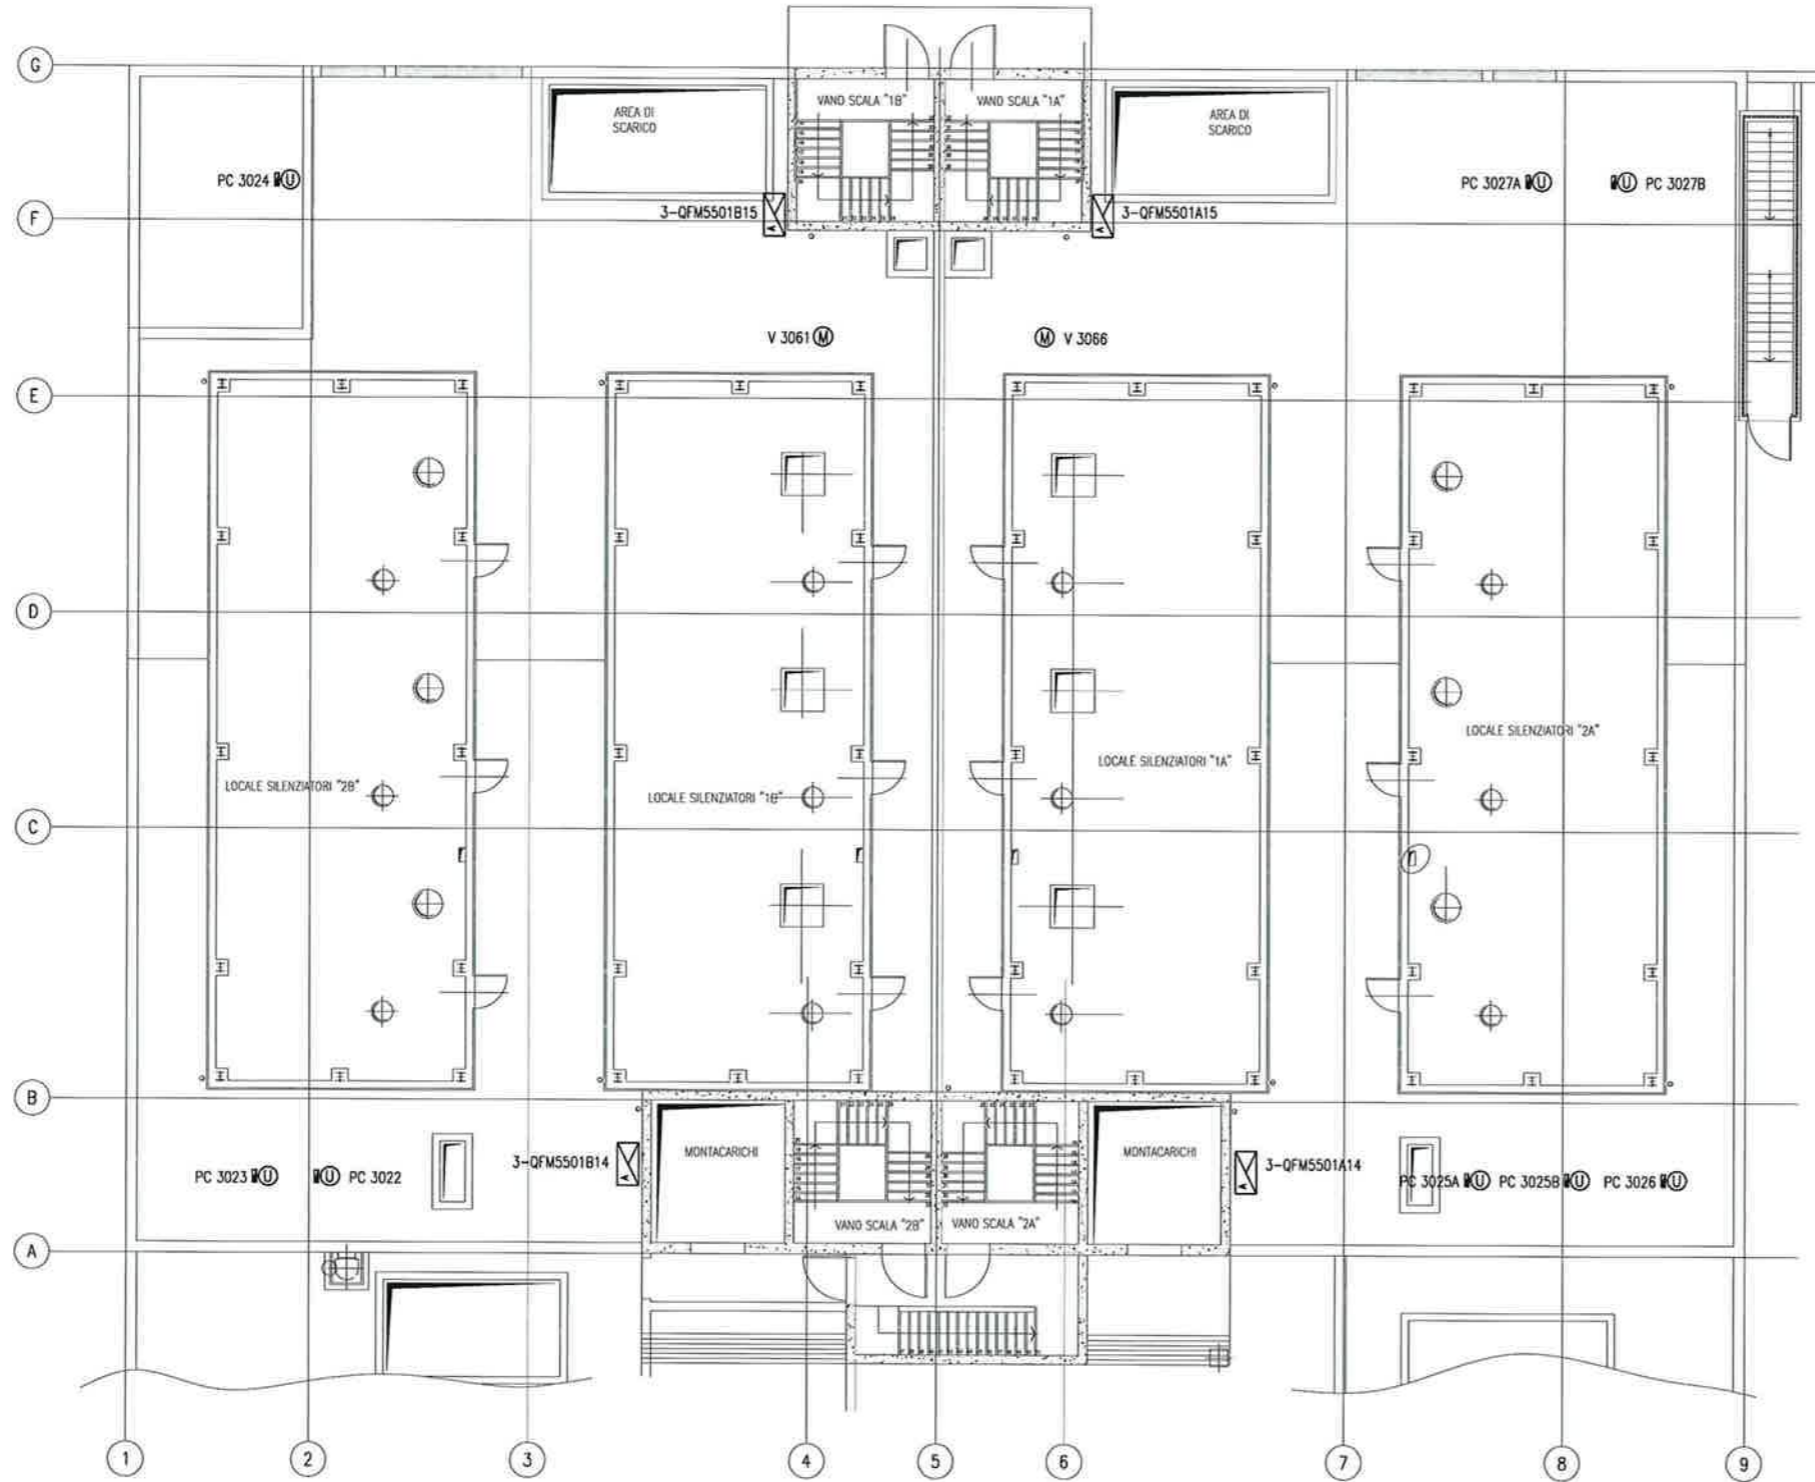 G
VANO SCALA "1B"
VANO SCALA "1A"
AREA DI
SCARICO
AREA DI
SCARICO
PC 3024 U
PC 3027A U
U PC 3027B
F
3-QFM5501B15
A
A
3-QFM5501A15
V 3061 M
M V 3066
E
D
LOCALE SILENZIATORI "2B"
LOCALE SILENZIATORI "1B"
LOCALE SILENZIATORI "1A"
LOCALE SILENZIATORI "2A"
C
B
PC 3023 U
U PC 3022
3-QFM5501B14
A
MONTACARICHI
MONTACARICHI
A
3-QFM5501A14
PC 3025A U
PC 3025B U
PC 3026 U
VANO SCALA "2B"
VANO SCALA "2A"
A
1
2
3
4
5
6
7
8
9